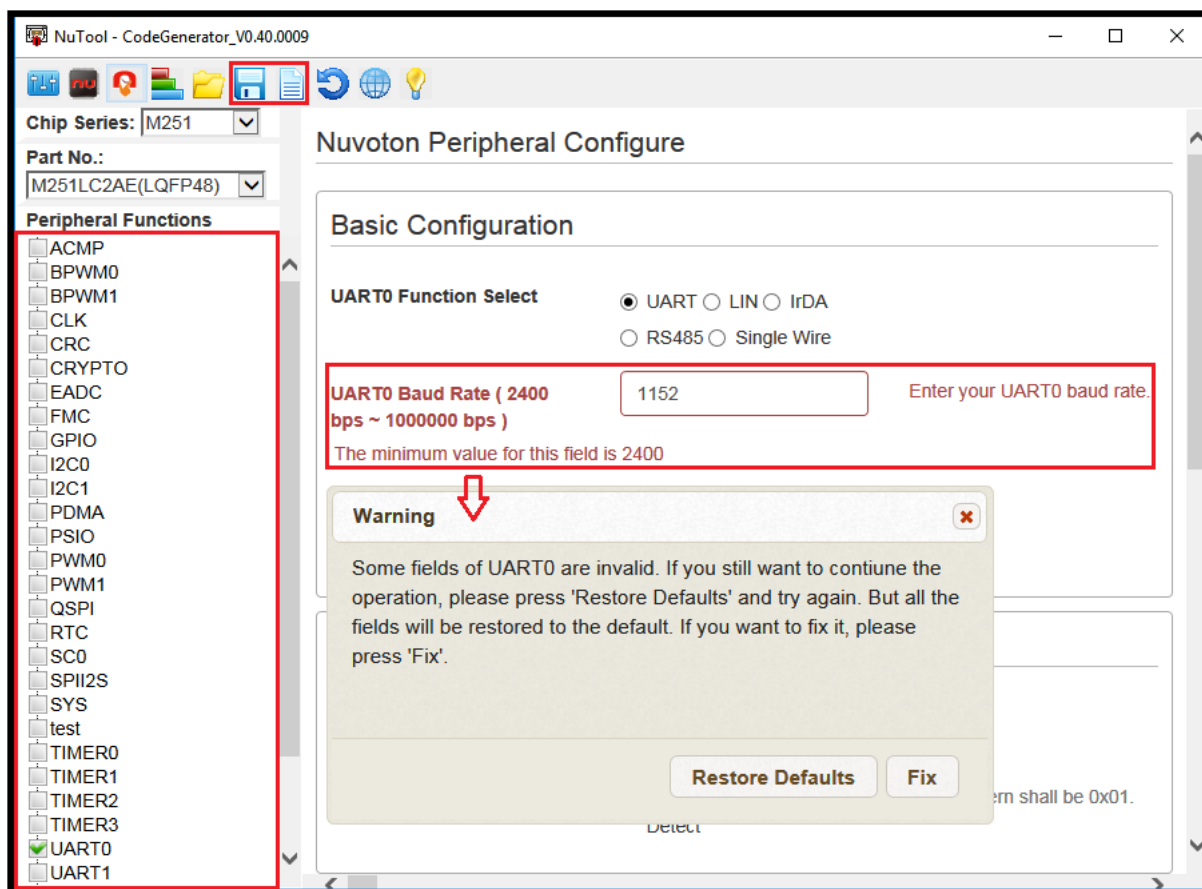 NuTool - CodeGenerator_V0.40.0009
nu
Chip Series: M251
Part No.:
M251LC2AE(LQFP48)
Peripheral Functions
ACMP
BPWM0
BPWM1
CLK
CRC
CRYPTO
EADC
FMC
GPIO
I2C0
I2C1
PDMA
PSIO
PWM0
PWM1
QSPI
RTC
SC0
SPII2S
SYS
test
TIMER0
TIMER1
TIMER2
TIMER3
UART0
UART1
Nuvoton Peripheral Configure
Basic Configuration
UART0 Function Select
UART LIN IrDA
RS485 Single Wire
UART0 Baud Rate ( 2400
bps ~ 1000000 bps )
1152
Enter your UART0 baud rate.
The minimum value for this field is 2400
Warning
Some fields of UART0 are invalid. If you still want to contiune the
operation, please press 'Restore Defaults' and try again. But all the
fields will be restored to the default. If you want to fix it, please
press 'Fix'.
Restore Defaults Fix
ern shall be 0x01.
Detect